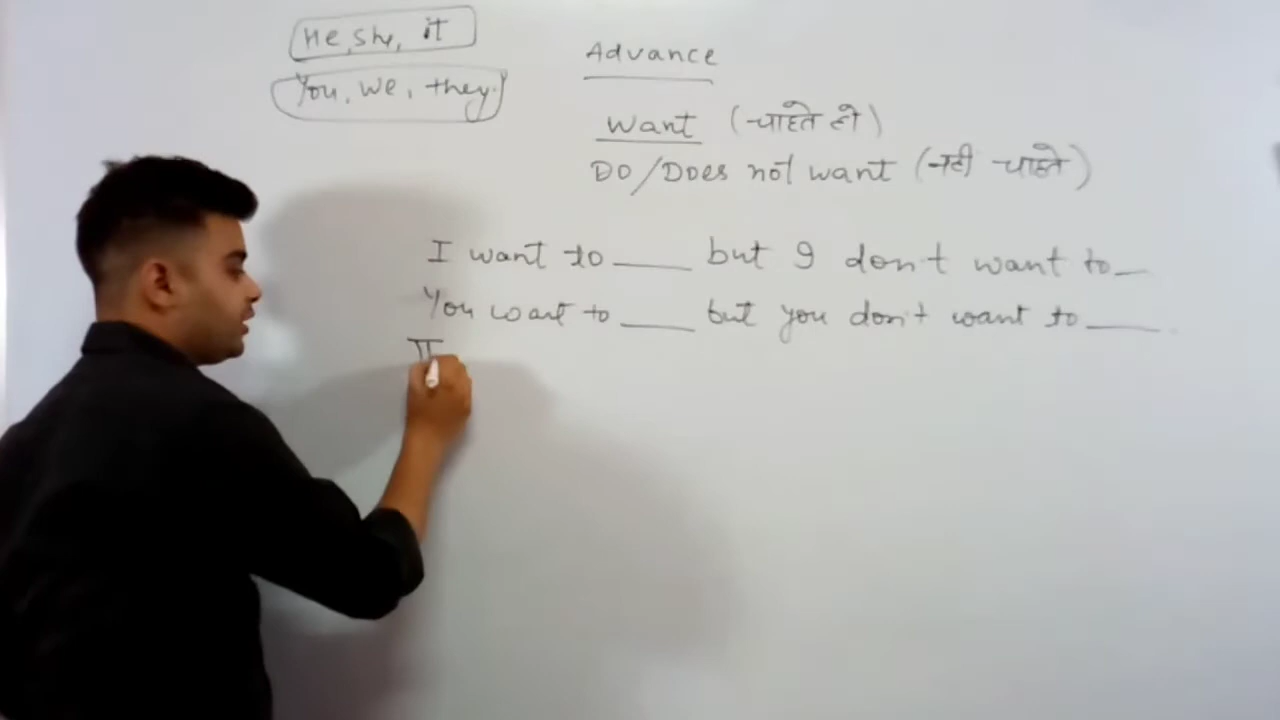 He, she, it
You, we, they.
Advance
Want (चाहते हो)
DO/Does not want (नही चाहते)
I want to ____ but I don't want to __
You want to ____ but you don't want to ____